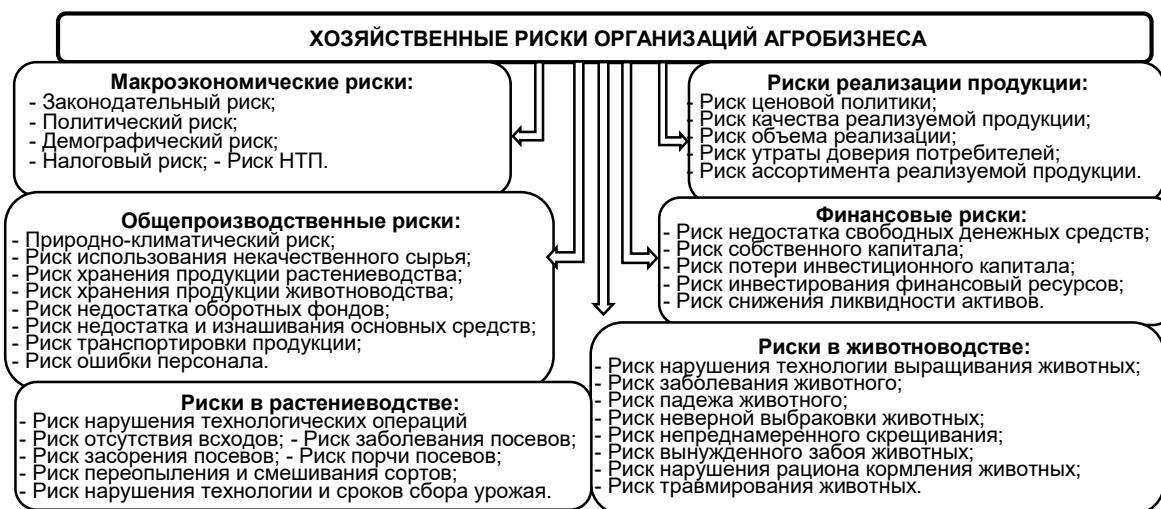 ХОЗЯЙСТВЕННЫЕ РИСКИ ОРГАНИЗАЦИЙ АГРОБИЗНЕСА
Макроэкономические риски:
- Законодательный риск;
- Политический риск;
- Демографический риск;
- Налоговый риск; - Риск НТП.
Риски реализации продукции:
- Риск ценовой политики;
- Риск качества реализуемой продукции;
- Риск объема реализации;
- Риск утраты доверия потребителей;
- Риск ассортимента реализуемой продукции.
Общепроизводственные риски:
- Природно-климатический риск;
- Риск использования некачественного сырья;
- Риск хранения продукции растениеводства;
- Риск хранения продукции животноводства;
- Риск недостатка оборотных фондов;
- Риск недостатка и изнашивания основных средств;
- Риск транспортировки продукции;
- Риск ошибки персонала.
Финансовые риски:
- Риск недостатка свободных денежных средств;
- Риск собственного капитала;
- Риск потери инвестиционного капитала;
- Риск инвестирования финансовый ресурсов;
- Риск снижения ликвидности активов.
Риски в растениеводстве:
- Риск нарушения технологических операций
- Риск отсутствия всходов; - Риск заболевания посевов;
- Риск засорения посевов; - Риск порчи посевов;
- Риск переопыления и смешивания сортов;
- Риск нарушения технологии и сроков сбора урожая.
Риски в животноводстве:
- Риск нарушения технологии выращивания животных;
- Риск заболевания животного;
- Риск падежа животного;
- Риск неверной выбраковки животных;
- Риск непреднамеренного скрещивания;
- Риск вынужденного забоя животных;
- Риск нарушения рациона кормления животных;
- Риск травмирования животных.